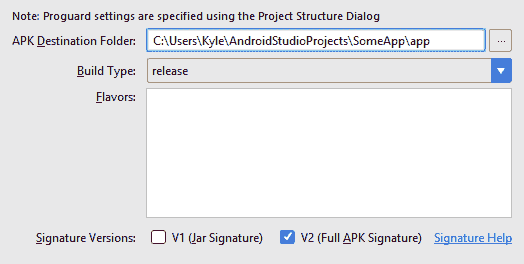 Note: Proguard settings are specified using the Project Structure Dialog
APK Destination Folder: C:\Users\Kyle\AndroidStudioProjects\SomeApp\app ...
Build Type: release
Flavors:
Signature Versions: V1 (Jar Signature) V2 (Full APK Signature) Signature Help